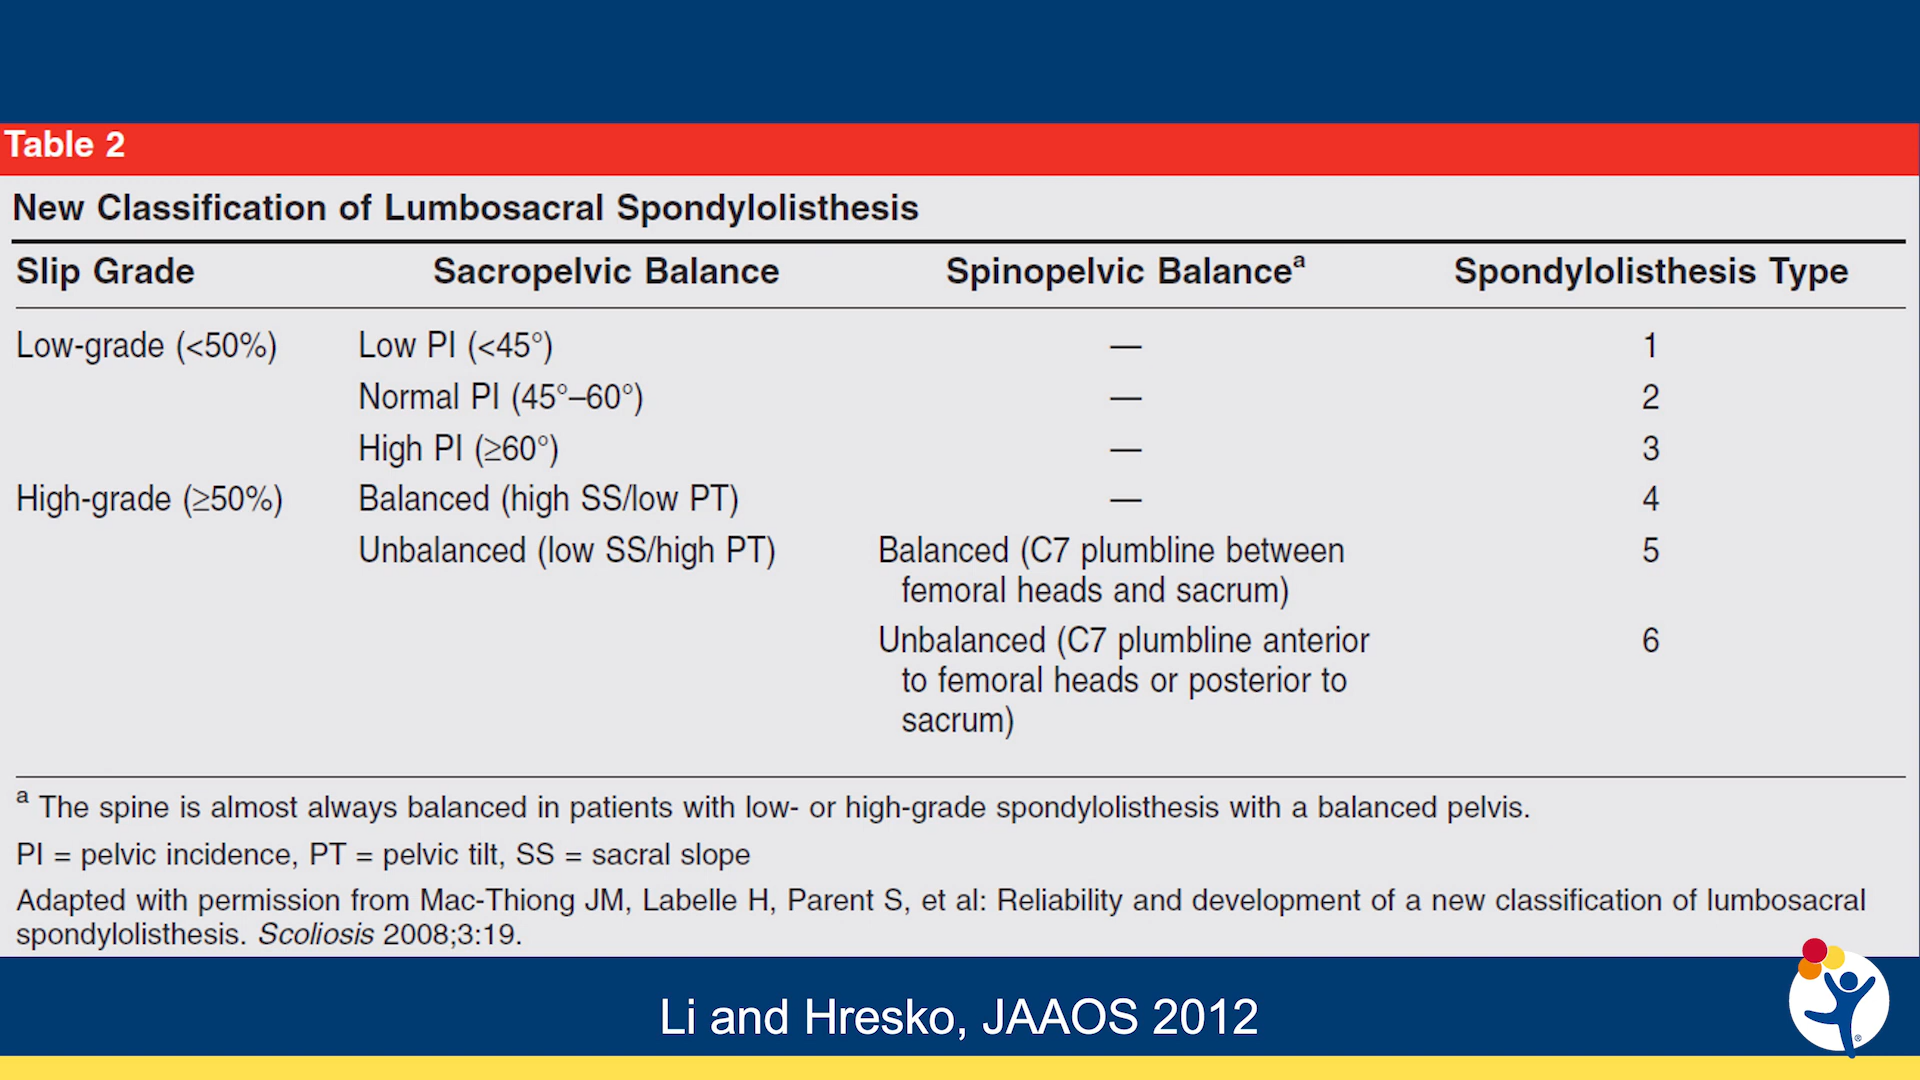 Table 2
New Classification of Lumbosacral Spondylolisthesis
Slip Grade Sacropelvic Balance Spinopelvic Balanceᵃ Spondylolisthesis Type
Low-grade (<50%) Low PI (<45°) — 1
Normal PI (45°–60°) — 2
High PI (≥60°) — 3
High-grade (≥50%) Balanced (high SS/low PT) — 4
Unbalanced (low SS/high PT) Balanced (C7 plumbline between 5
femoral heads and sacrum)
Unbalanced (C7 plumbline anterior 6
to femoral heads or posterior to
sacrum)
ᵃ The spine is almost always balanced in patients with low- or high-grade spondylolisthesis with a balanced pelvis.
PI = pelvic incidence, PT = pelvic tilt, SS = sacral slope
Adapted with permission from Mac-Thiong JM, Labelle H, Parent S, et al: Reliability and development of a new classification of lumbosacral
spondylolisthesis. Scoliosis 2008;3:19.
Li and Hresko, JAAOS 2012
®